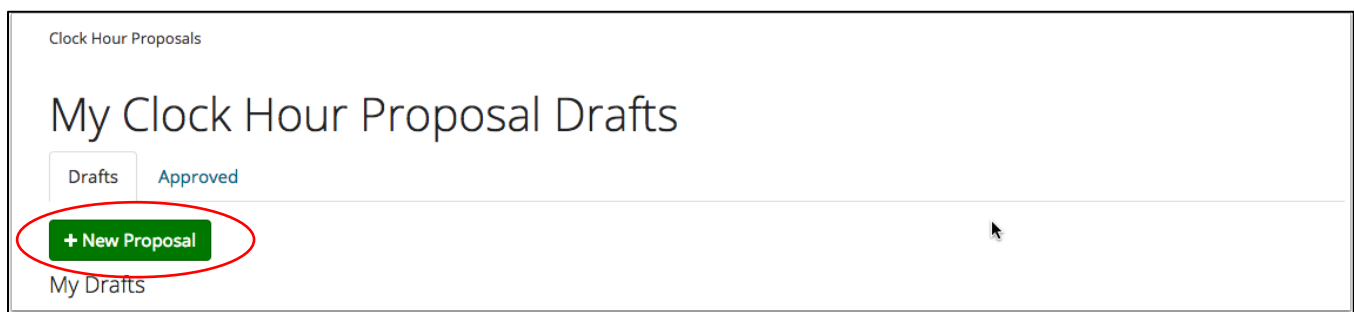 Clock Hour Proposals
My Clock Hour Proposal Drafts
Drafts Approved
+ New Proposal
My Drafts